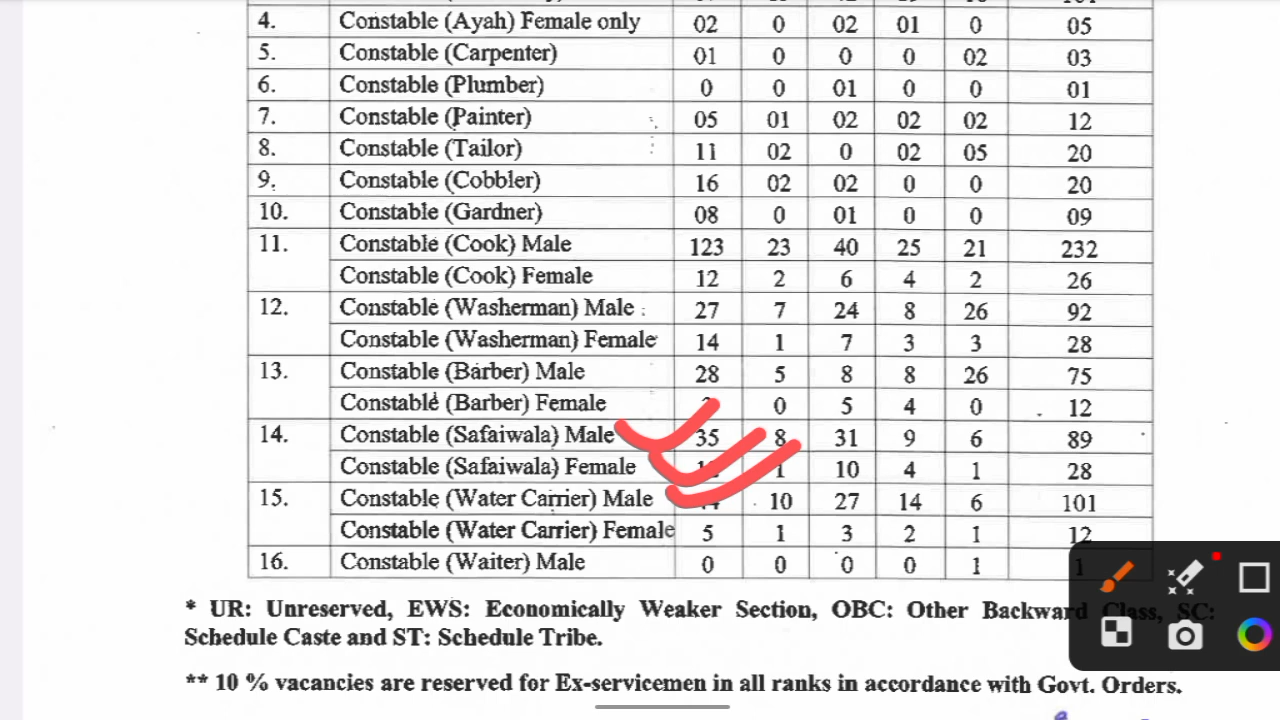 4. Constable (Ayah) Female only 02 0 02 01 0 05
5. Constable (Carpenter) 01 0 0 0 02 03
6. Constable (Plumber) 0 0 01 0 0 01
7. Constable (Painter) 05 01 02 02 02 12
8. Constable (Tailor) 11 02 0 02 05 20
9. Constable (Cobbler) 16 02 02 0 0 20
10. Constable (Gardner) 08 0 01 0 0 09
11. Constable (Cook) Male 123 23 40 25 21 232
Constable (Cook) Female 12 2 6 4 2 26
12. Constable (Washerman) Male 27 7 24 8 26 92
Constable (Washerman) Female 14 1 7 3 3 28
13. Constable (Barber) Male 28 5 8 8 26 75
Constable (Barber) Female 0 5 4 0 12
14. Constable (Safaiwala) Male 35 8 31 9 6 89
Constable (Safaiwala) Female 1 10 4 1 28
15. Constable (Water Carrier) Male 10 27 14 6 101
Constable (Water Carrier) Female 5 1 3 2 1 12
16. Constable (Waiter) Male 0 0 0 0 1 1
* UR: Unreserved, EWS: Economically Weaker Section, OBC: Other Backward Class, SC:
Schedule Caste and ST: Schedule Tribe.
** 10 % vacancies are reserved for Ex-servicemen in all ranks in accordance with Govt. Orders.